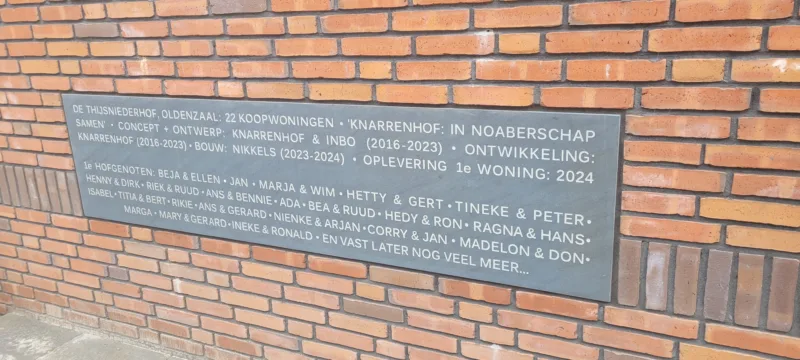 DE THIJSNIEDERHOF, OLDENZAAL: 22 KOOPWONINGEN • 'KNARRENHOF: IN NOABERSCHAP
SAMEN' • CONCEPT + ONTWERP: KNARRENHOF & INBO (2016-2023) • ONTWIKKELING:
KNARRENHOF (2016-2023) • BOUW: NIKKELS (2023-2024) • OPLEVERING 1e WONING: 2024
1e HOFGENOTEN: BEJA & ELLEN • JAN • MARJA & WIM • HETTY & GERT • TINEKE & PETER •
HENNY & DIRK • RIEK & RUUD • ANS & BENNIE • ADA • BEA & RUUD • HEDY & RON • RAGNA & HANS •
ISABEL • TITIA & BERT • RIKIE • ANS & GERARD • NIENKE & ARJAN • CORRY & JAN • MADELON & DON •
MARGA • MARY & GERARD • INEKE & RONALD • EN VAST LATER NOG VEEL MEER...